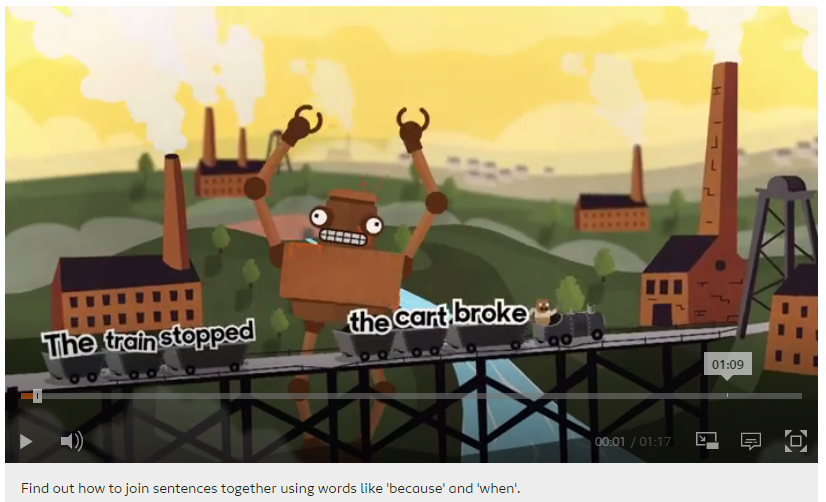 The train stopped
the cart broke
01:09
00:01 / 01:17
Find out how to join sentences together using words like 'because' and 'when'.